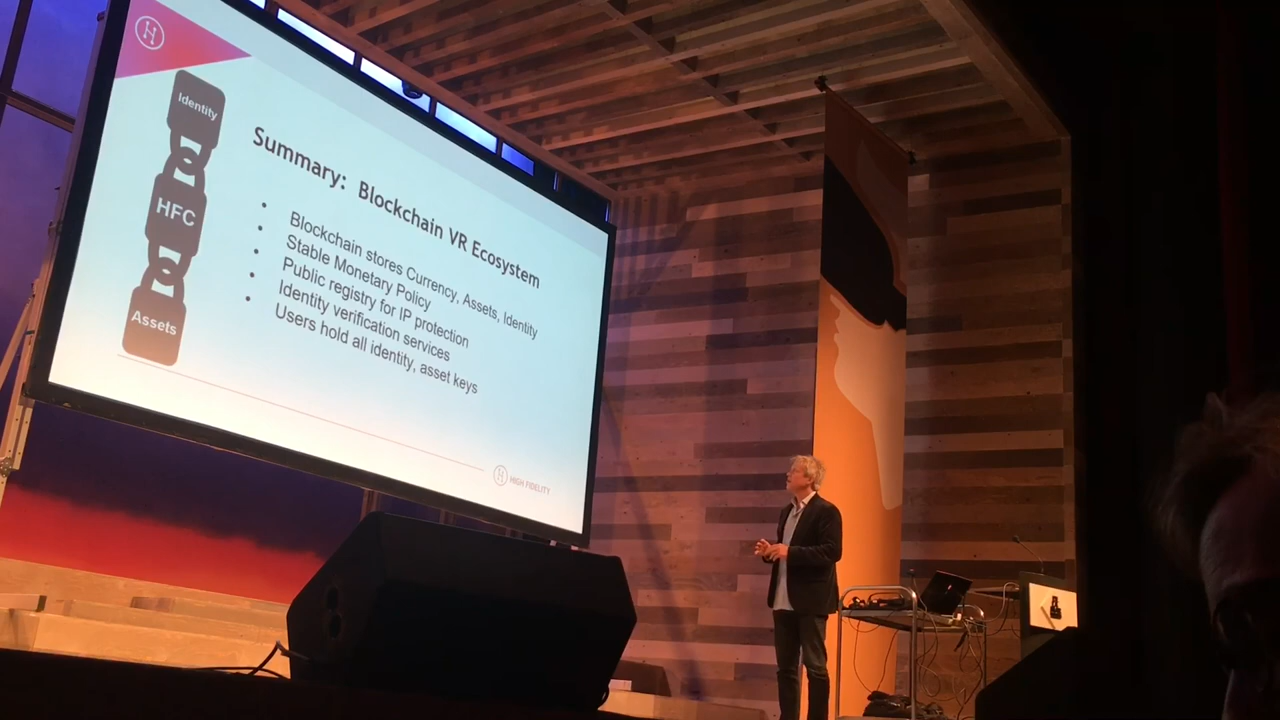 Identity
HFC
Assets
Summary: Blockchain VR Ecosystem
• Blockchain stores Currency, Assets, Identity
• Stable Monetary Policy
• Public registry for IP protection
• Identity verification services
• Users hold all identity, asset keys
HIGH FIDELITY